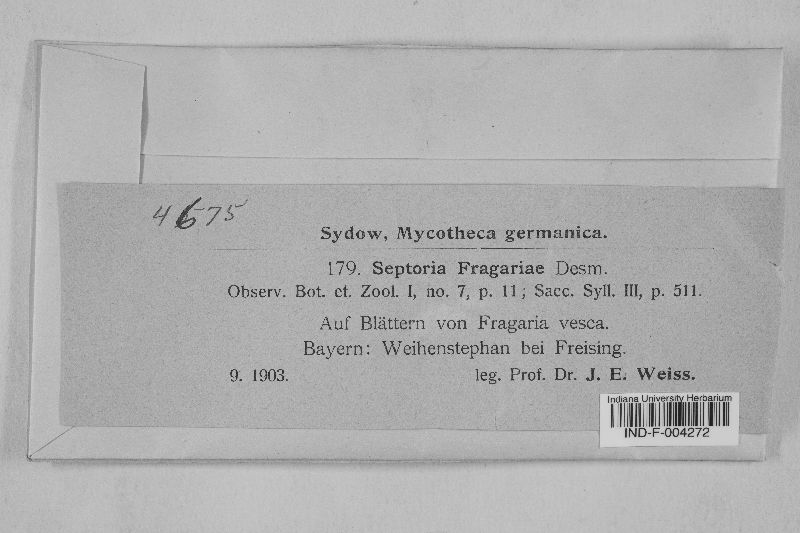 4675
Sydow, Mycotheca germanica.
179. Septoria Fragariae Desm.
Observ. Bot. et. Zool. I, no. 7, p. 11; Sacc. Syll. III, p. 511.
Auf Blättern von Fragaria vesca.
Bayern: Weihenstephan bei Freising.
9. 1903. leg. Prof. Dr. J. E. Weiss.
Indiana University Herbarium
IND-F-004272